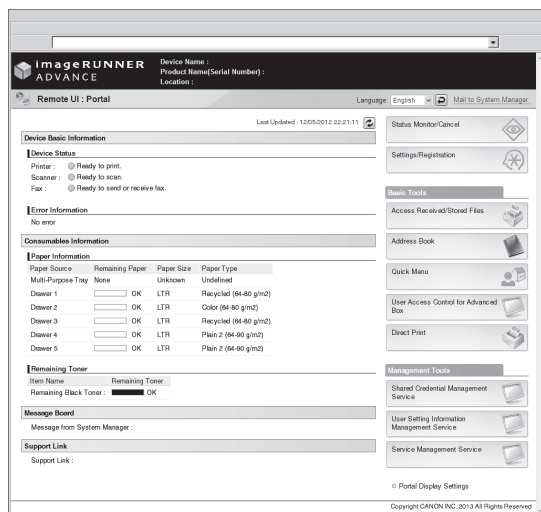 imageRUNNER
ADVANCE
Device Name :
Product Name(Serial Number) :
Location :
Remote UI : Portal
Language: English
Mail to System Manager
Last Updated : 12/05/2012 22:21:11
Device Basic Information
Device Status
Printer : Ready to print.
Scanner : Ready to scan.
Fax : Ready to send or receive fax.
Error Information
No error
Consumables Information
Paper Information
Paper Source Remaining Paper Paper Size Paper Type
Multi-Purpose Tray None Unknown Undefined
Drawer 1 OK LTR Recycled (64-80 g/m2)
Drawer 2 OK LTR Color (64-80 g/m2)
Drawer 3 OK LTR Recycled (64-80 g/m2)
Drawer 4 OK LTR Plain 2 (64-90 g/m2)
Drawer 5 OK LTR Plain 2 (64-90 g/m2)
Remaining Toner
Item Name Remaining Toner
Remaining Black Toner : OK
Message Board
Message from System Manager :
Support Link
Support Link :
Status Monitor/Cancel
Settings/Registration
Basic Tools
Access Received/Stored Files
Address Book
Quick Menu
User Access Control for Advanced
Box
Direct Print
Management Tools
Shared Credential Management
Service
User Setting Information
Management Service
Service Management Service
Portal Display Settings
Copyright CANON INC. 2013 All Rights Reserved